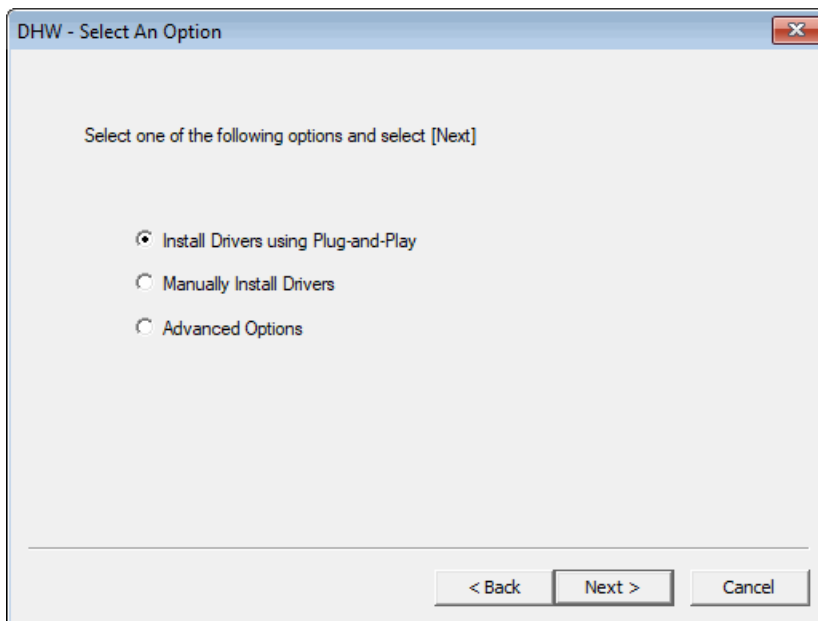 DHW - Select An Option
Select one of the following options and select [Next]
Install Drivers using Plug-and-Play
Manually Install Drivers
Advanced Options
< Back Next > Cancel